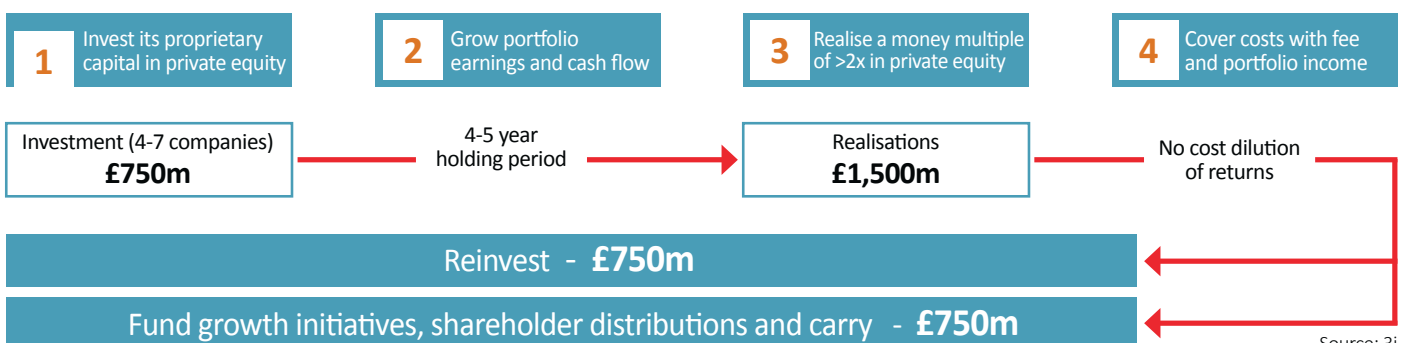 1
Invest its proprietary
capital in private equity
2
Grow portfolio
earnings and cash flow
3
Realise a money multiple
of >2x in private equity
4
Cover costs with fee
and portfolio income
Investment (4-7 companies)
£750m
4-5 year
holding period
Realisations
£1,500m
No cost dilution
of returns
Reinvest - £750m
Fund growth initiatives, shareholder distributions and carry - £750m
Source: 3i